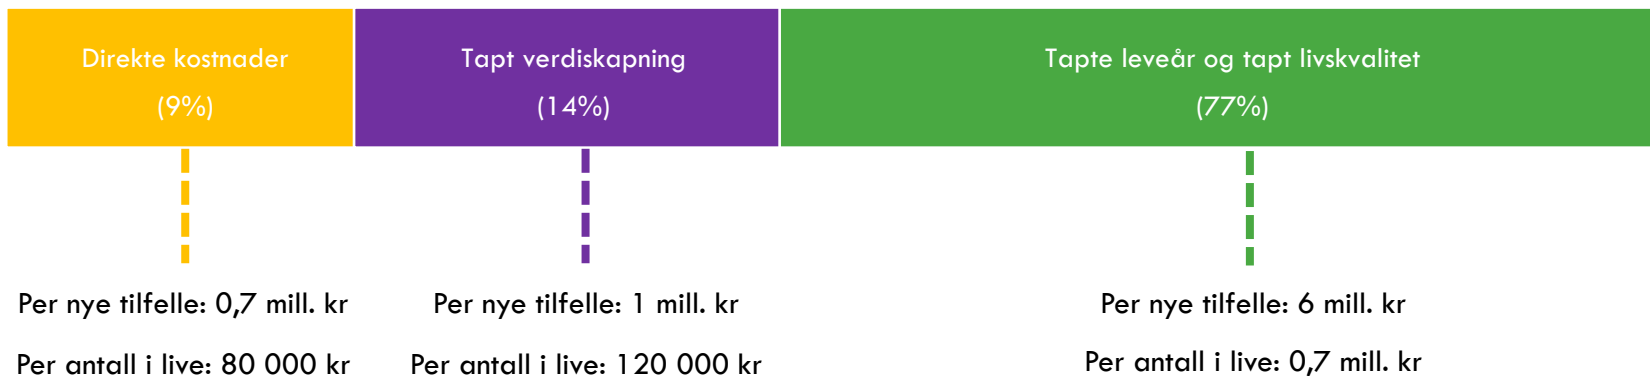 Direkte kostnader
(9%)
Tapt verdiskapning
(14%)
Tapte leveår og tapt livskvalitet
(77%)
Per nye tilfelle: 0,7 mill. kr
Per antall i live: 80 000 kr
Per nye tilfelle: 1 mill. kr
Per antall i live: 120 000 kr
Per nye tilfelle: 6 mill. kr
Per antall i live: 0,7 mill. kr